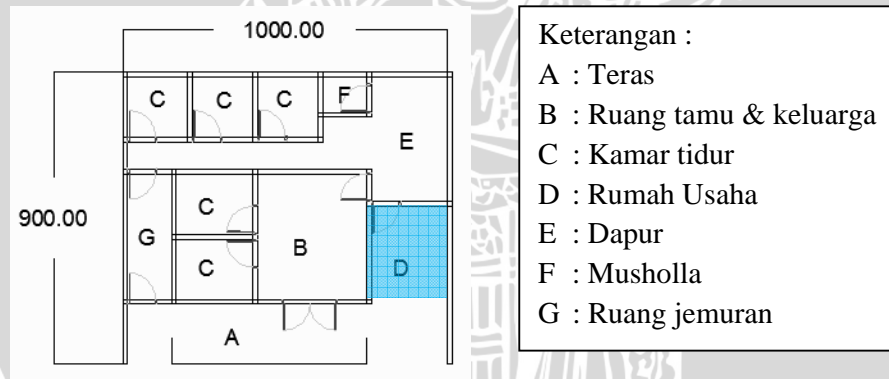 1000.00
Keterangan :
A : Teras
B : Ruang tamu & keluarga
C : Kamar tidur
D : Rumah Usaha
E : Dapur
F : Musholla
G : Ruang jemuran
C C C F
E
900.00
C
G
B
C
D
A